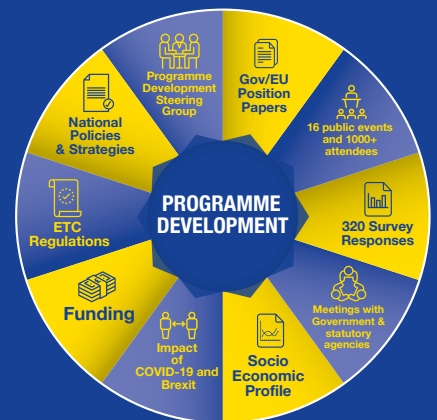 PROGRAMME
DEVELOPMENT
Programme
Development
Steering
Group
Gov/EU
Position
Papers
16 public events
and 1000+
attendees
320 Survey
Responses
Meetings with
Government &
statutory
agencies
Socio
Economic
Profile
Impact
of
COVID-19 and
Brexit
Funding
ETC
Regulations
National
Policies
& Strategies